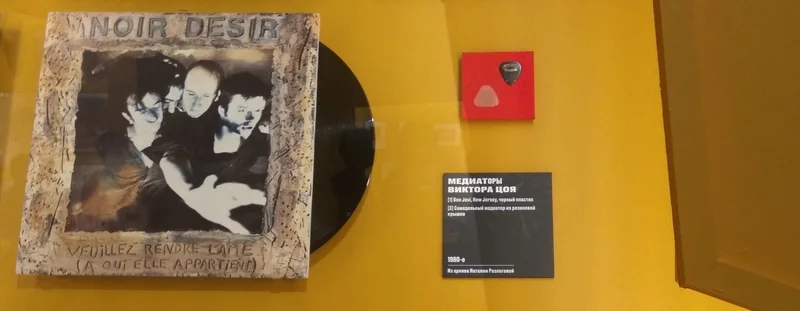 NOIR DESIR
VEUILLEZ RENDRE L'AME
(A QUI ELLE APPARTIENT)
МЕДИАТОРЫ
ВИКТОРА ЦОЯ
[1] Bon Jovi, New Jersey, черный пластик
[2] Самодельный медиатор из резиновой
крышки
1980-е
Из архива Наталии Разлоговой